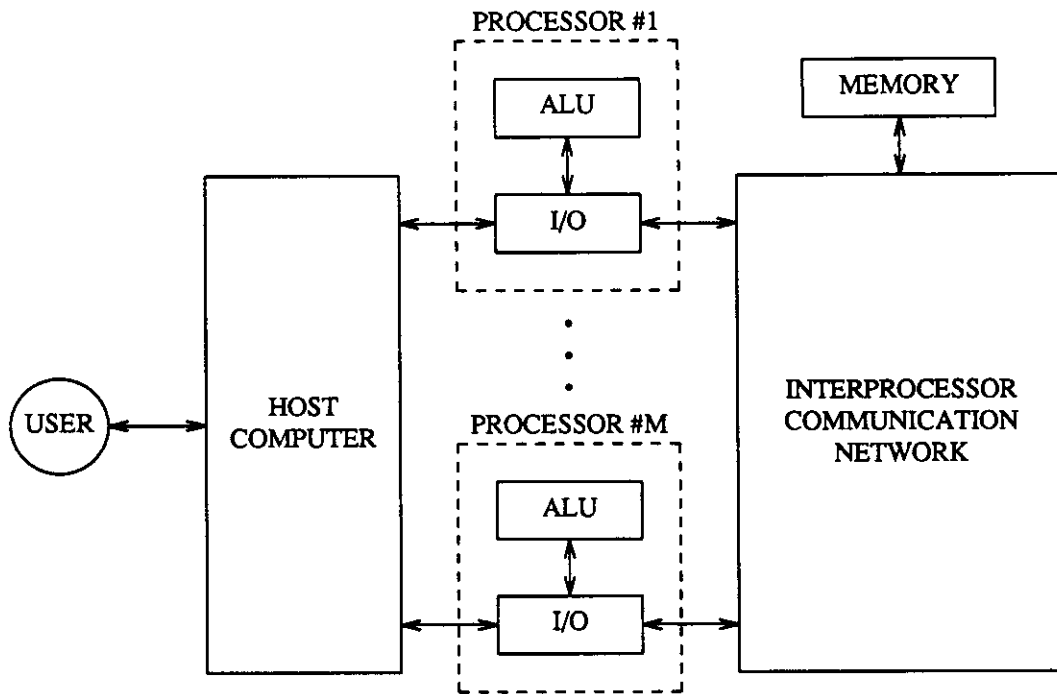 PROCESSOR #1
ALU
MEMORY
I/O
USER
HOST
COMPUTER
INTERPROCESSOR
COMMUNICATION
NETWORK
PROCESSOR #M
ALU
I/O